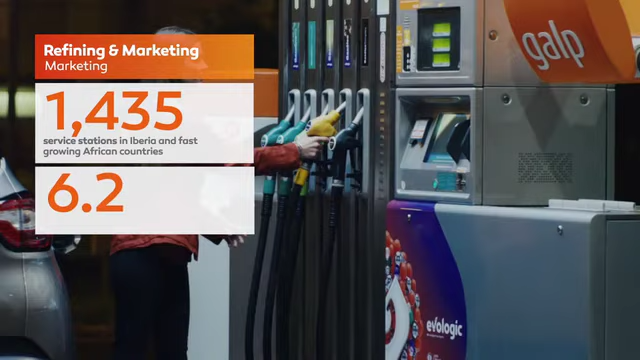 Refining & Marketing
Marketing
1,435
service stations in Iberia and fast
growing African countries
6.2
galp
evologic